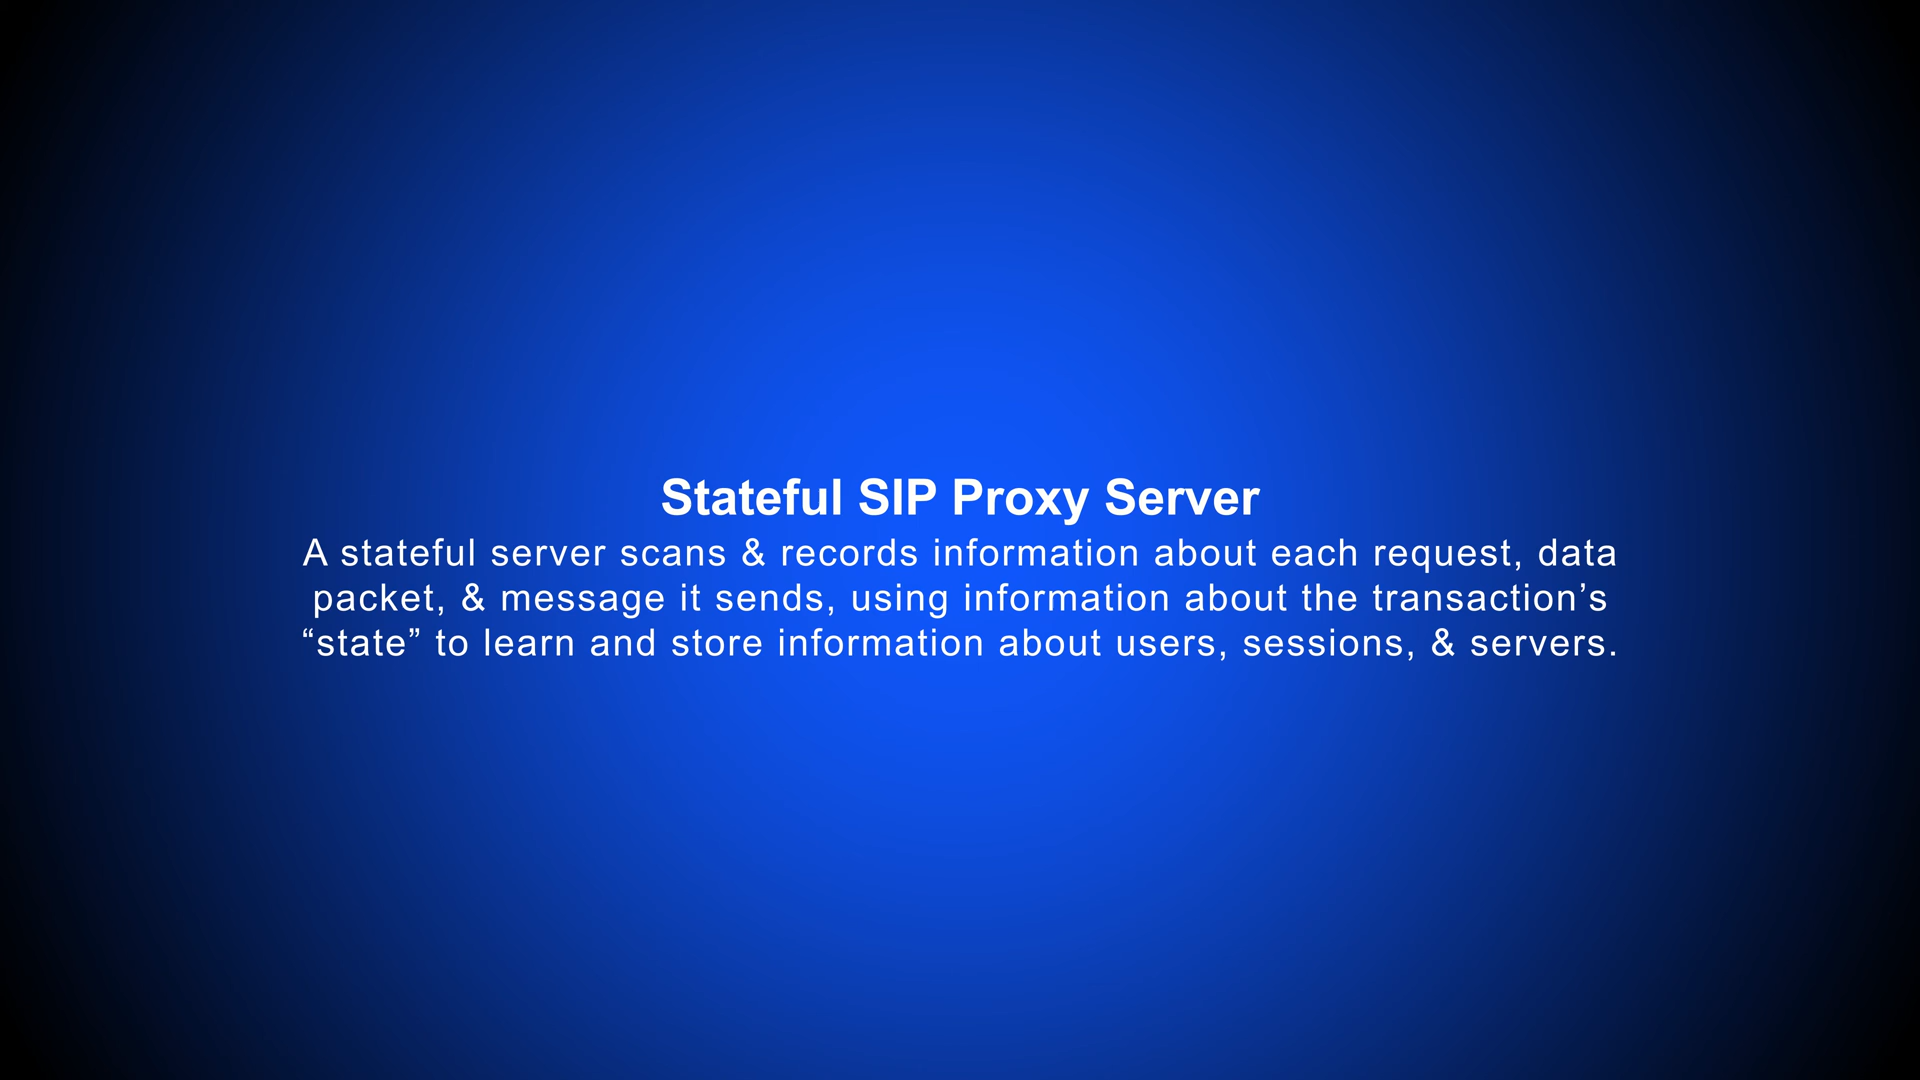 Stateful SIP Proxy Server
A stateful server scans & records information about each request, data
packet, & message it sends, using information about the transaction’s
“state” to learn and store information about users, sessions, & servers.